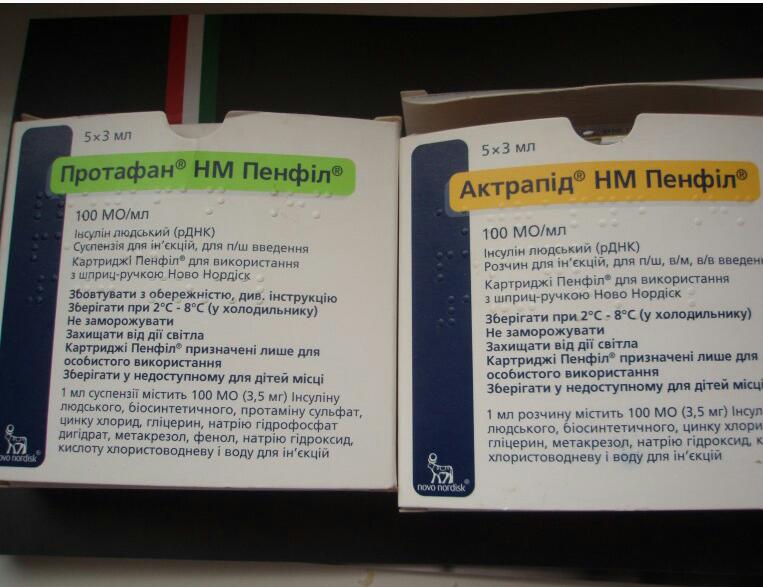 5×3 мл
Протафан® НМ Пенфіл®
100 МО/мл
Інсулін людський (рДНК)
Суспензія для ін'єкцій, для п/ш введення
Картриджі Пенфіл® для використання
з шприц-ручкою Ново Нордіск
Збовтувати з обережністю, див. інструкцію
Зберігати при 2°С - 8°С (у холодильнику)
Не заморожувати
Захищати від дії світла
Картриджі Пенфіл® призначені лише для
особистого використання
Зберігати у недоступному для дітей місці
1 мл суспензії містить 100 МО (3,5 мг) Інсуліну
людського, біосинтетичного, протаміну сульфат,
цинку хлорид, гліцерин, натрію гідрофосфат
дигідрат, метакрезол, фенол, натрію гідроксид,
кислоту хлористоводневу і воду для ін'єкцій
novo nordisk
5×3 мл
Актрапід® НМ Пенфіл®
100 МО/мл
Інсулін людський (рДНК)
Розчин для ін'єкцій, для п/ш, в/м, в/в введен
Картриджі Пенфіл® для використання
з шприц-ручкою Ново Нордіск
Зберігати при 2°С - 8°С (у холодильнику)
Не заморожувати
Захищати від дії світла
Картриджі Пенфіл® призначені лише для
особистого використання
Зберігати у недоступному для дітей місці
1 мл розчину містить 100 МО (3,5 мг) Інсул
людського, біосинтетичного, цинку хлорид,
гліцерин, метакрезол, натрію гідроксид, к
хлористоводневу і воду для ін'єкцій
novo nordisk